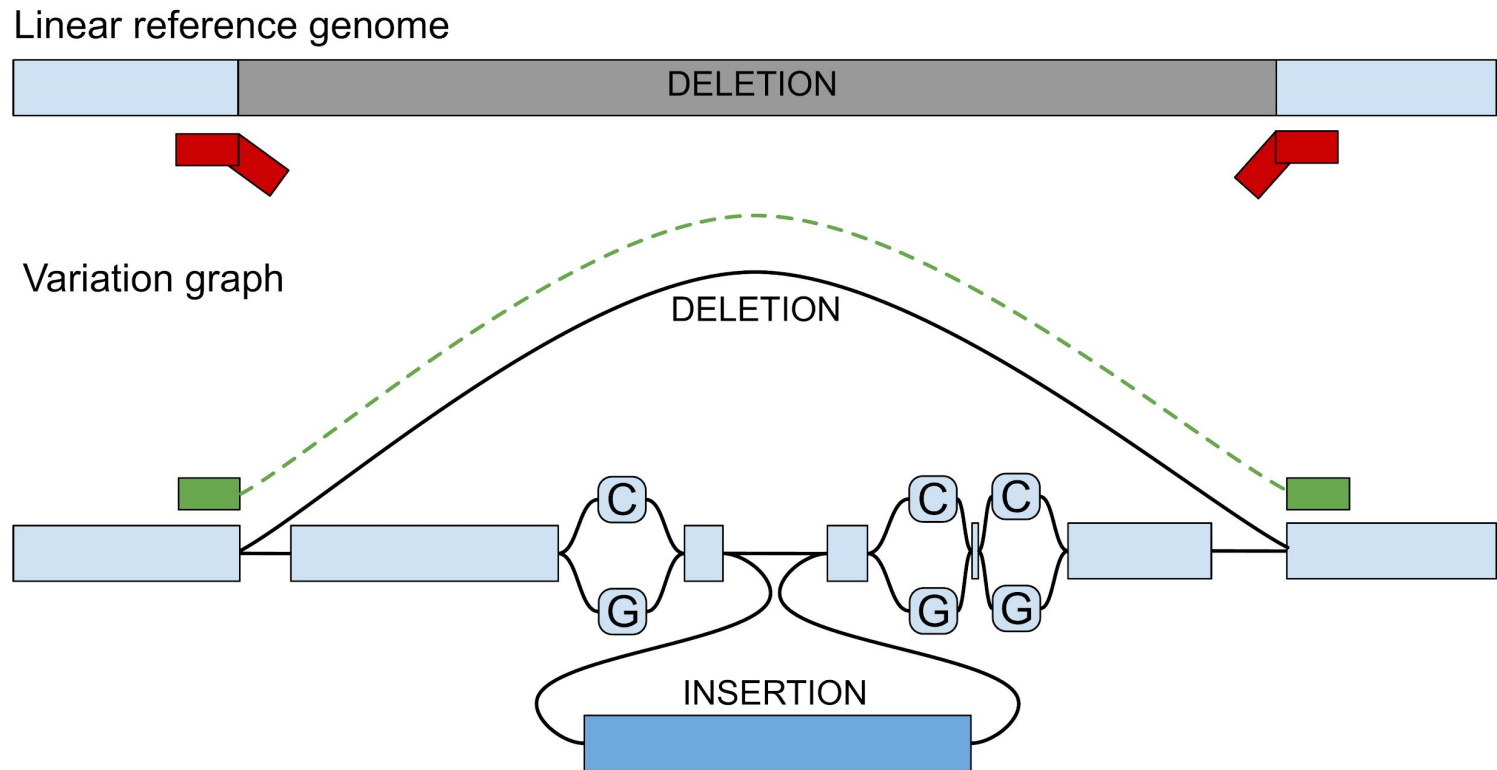 Linear reference genome
DELETION
Variation graph
DELETION
C
C
C
G
G
G
INSERTION